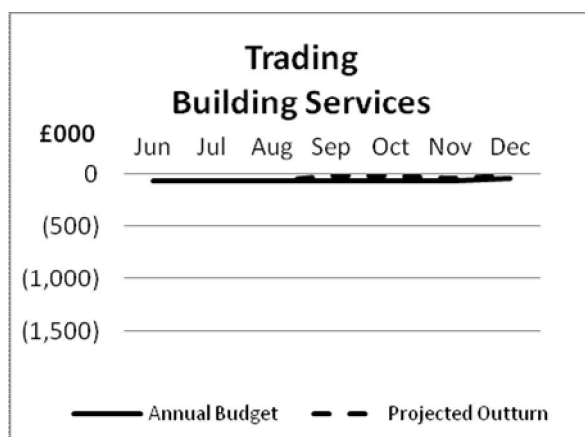 Trading
Building Services
£000
Jun Jul Aug Sep Oct Nov Dec
0
(500)
(1,000)
(1,500)
Annual Budget Projected Outturn